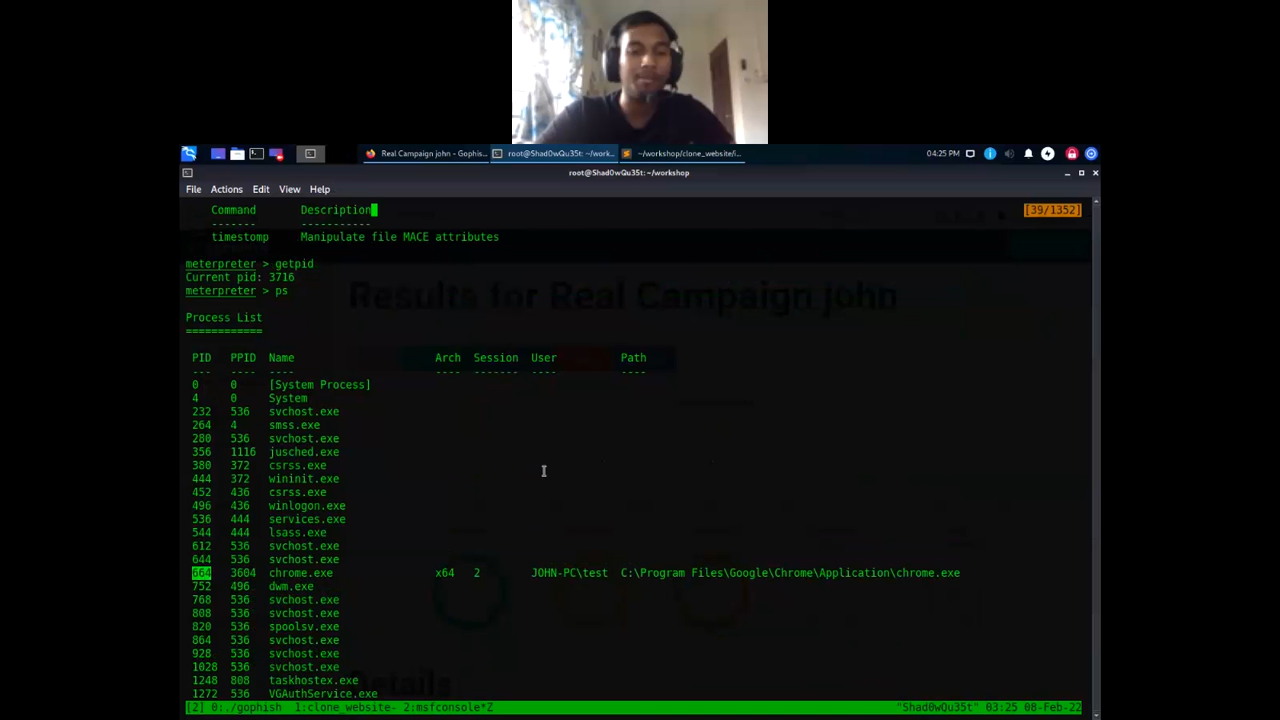 Real Campaign john - Gophis...
root@Shad0wQu35t: ~/work...
~/workshop/clone_website/i...
04:25 PM
root@Shad0wQu35t: ~/workshop
File Actions Edit View Help
Command Description
[39/1352]
------- -----------
timestomp Manipulate file MACE attributes
meterpreter > getpid
Current pid: 3716
meterpreter > ps
Results for Real Campaign john
Process List
============
PID PPID Name Arch Session User Path
--- ---- ---- ---- ------- ---- ----
0 0 [System Process]
4 0 System
232 536 svchost.exe
264 4 smss.exe
280 536 svchost.exe
356 1116 jusched.exe
380 372 csrss.exe
444 372 wininit.exe
452 436 csrss.exe
496 436 winlogon.exe
536 444 services.exe
544 444 lsass.exe
612 536 svchost.exe
644 536 svchost.exe
664 3604 chrome.exe x64 2 JOHN-PC\test C:\Program Files\Google\Chrome\Application\chrome.exe
752 496 dwm.exe
768 536 svchost.exe
808 536 svchost.exe
820 536 spoolsv.exe
864 536 svchost.exe
928 536 svchost.exe
1028 536 svchost.exe
1248 808 taskhostex.exe
1272 536 VGAuthService.exe
Details
[2] 0:./gophish 1:clone_website- 2:msfconsole*Z
"Shad0wQu35t" 03:25 08-Feb-22